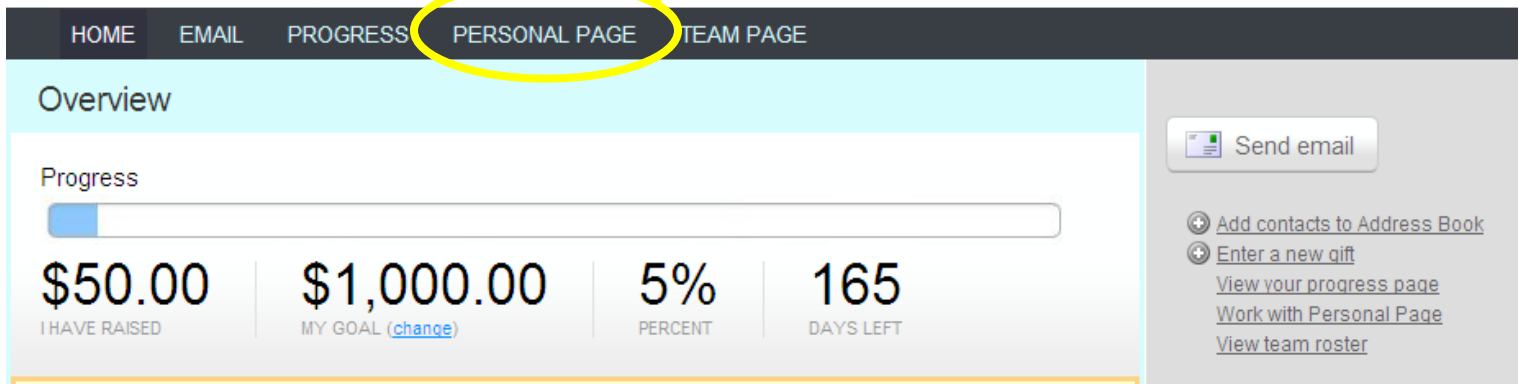 HOME EMAIL PROGRESS PERSONAL PAGE TEAM PAGE
Overview
Progress
$50.00 $1,000.00 5% 165
I HAVE RAISED MY GOAL (change) PERCENT DAYS LEFT
Send email
Add contacts to Address Book
Enter a new gift
View your progress page
Work with Personal Page
View team roster